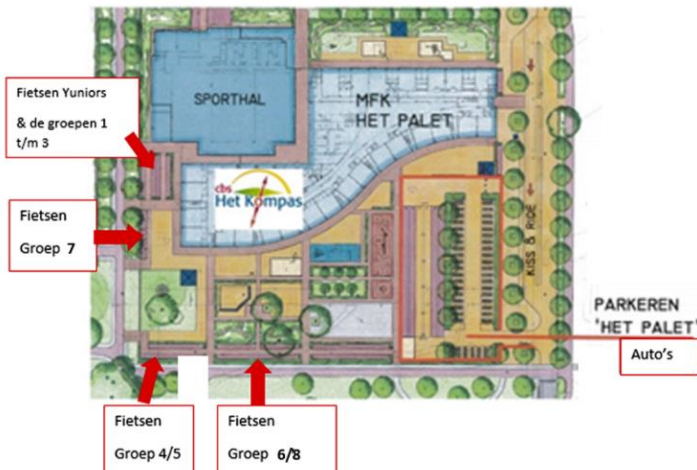 SPORTHAL
MFK
HET PALET
Fietsen Yuniors
& de groepen 1
t/m 3
cbs
Het Kompas
Fietsen
Groep 7
KISS & RIDE
PARKEREN
'HET PALET'
Auto's
Fietsen
Groep 4/5
Fietsen
Groep 6/8